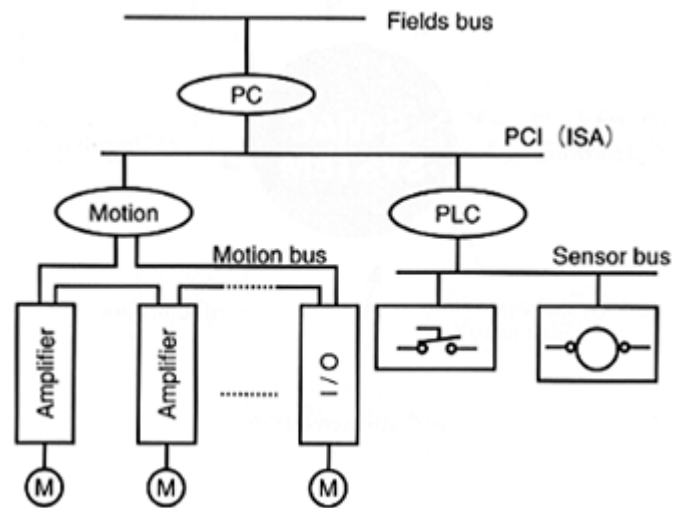 Fields bus
PC
PCI (ISA)
Motion
PLC
Motion bus
Sensor bus
Amplifier
Amplifier
I / O
M
M
M